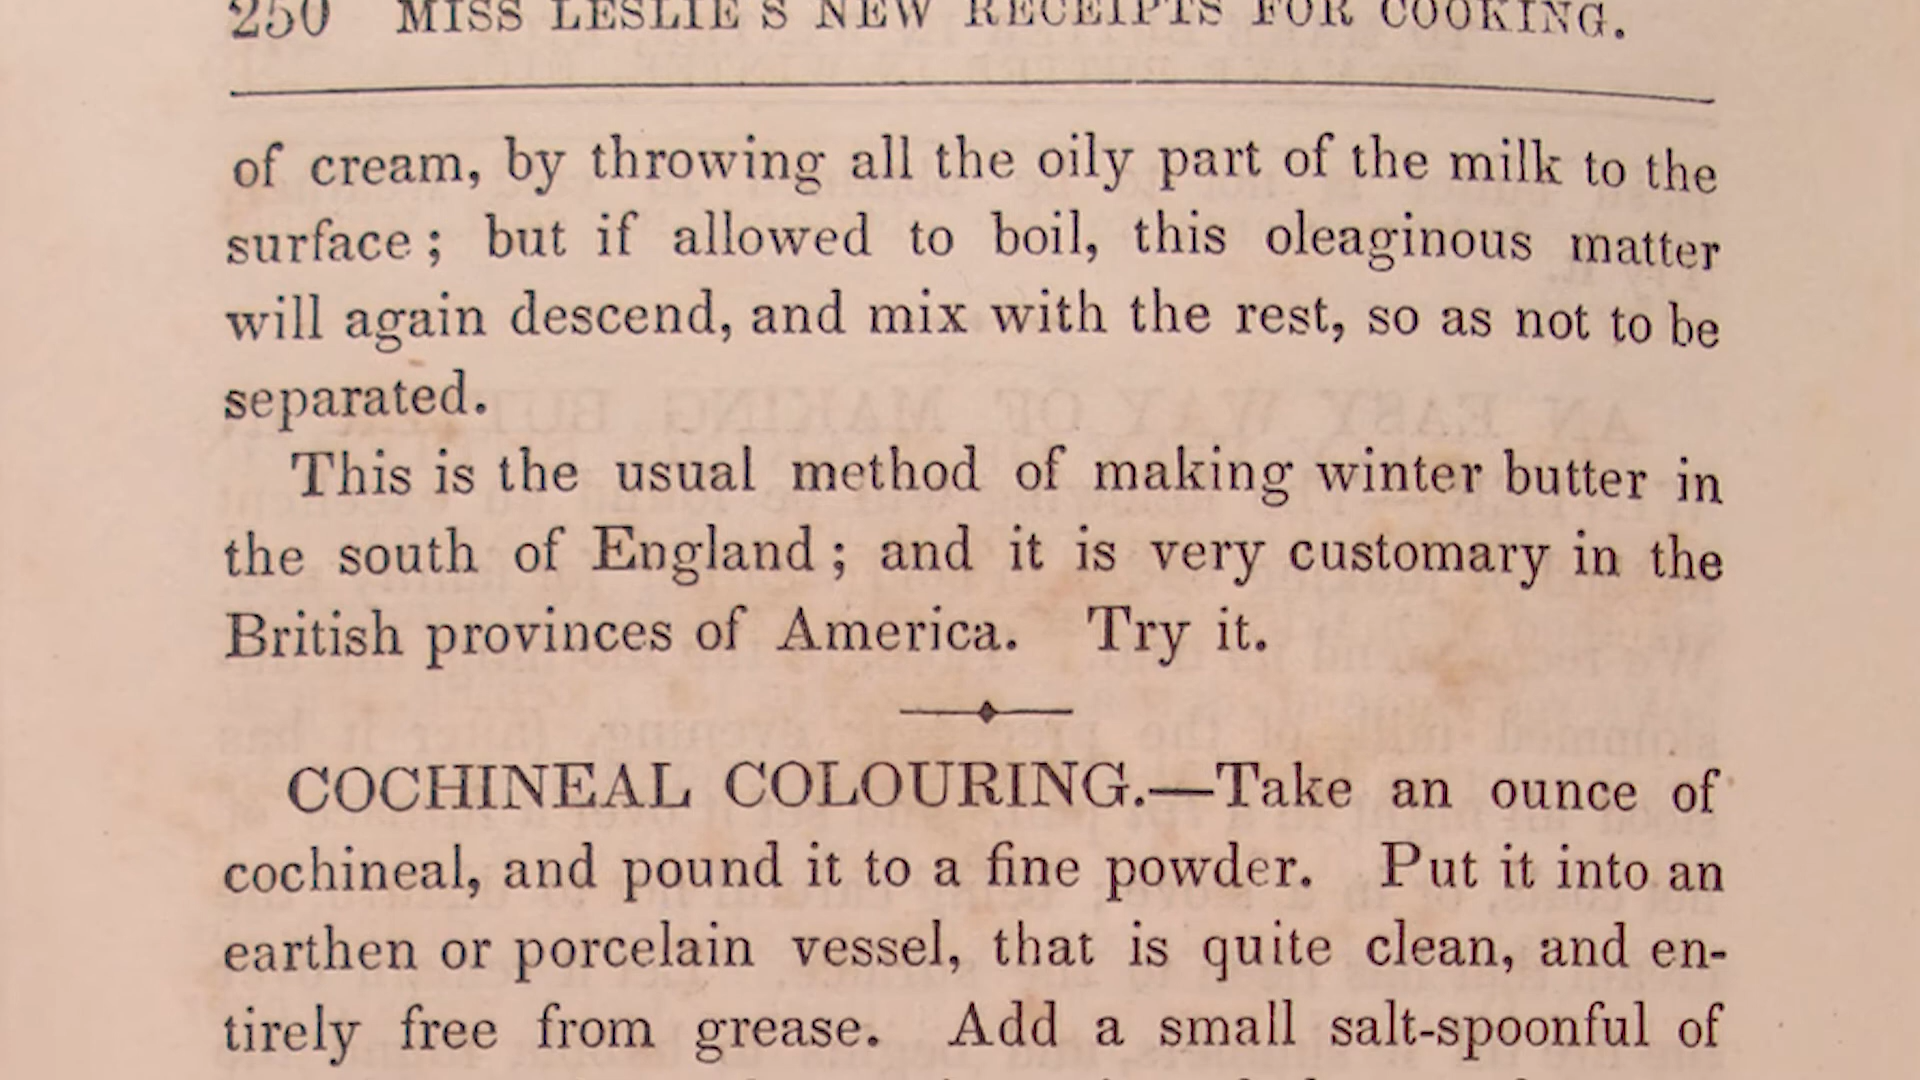 250 MISS LESLIE'S NEW RECEIPTS FOR COOKING.
of cream, by throwing all the oily part of the milk to the
surface; but if allowed to boil, this oleaginous matter
will again descend, and mix with the rest, so as not to be
separated.
This is the usual method of making winter butter in
the south of England; and it is very customary in the
British provinces of America. Try it.
COCHINEAL COLOURING.—Take an ounce of
cochineal, and pound it to a fine powder. Put it into an
earthen or porcelain vessel, that is quite clean, and en-
tirely free from grease. Add a small salt-spoonful of